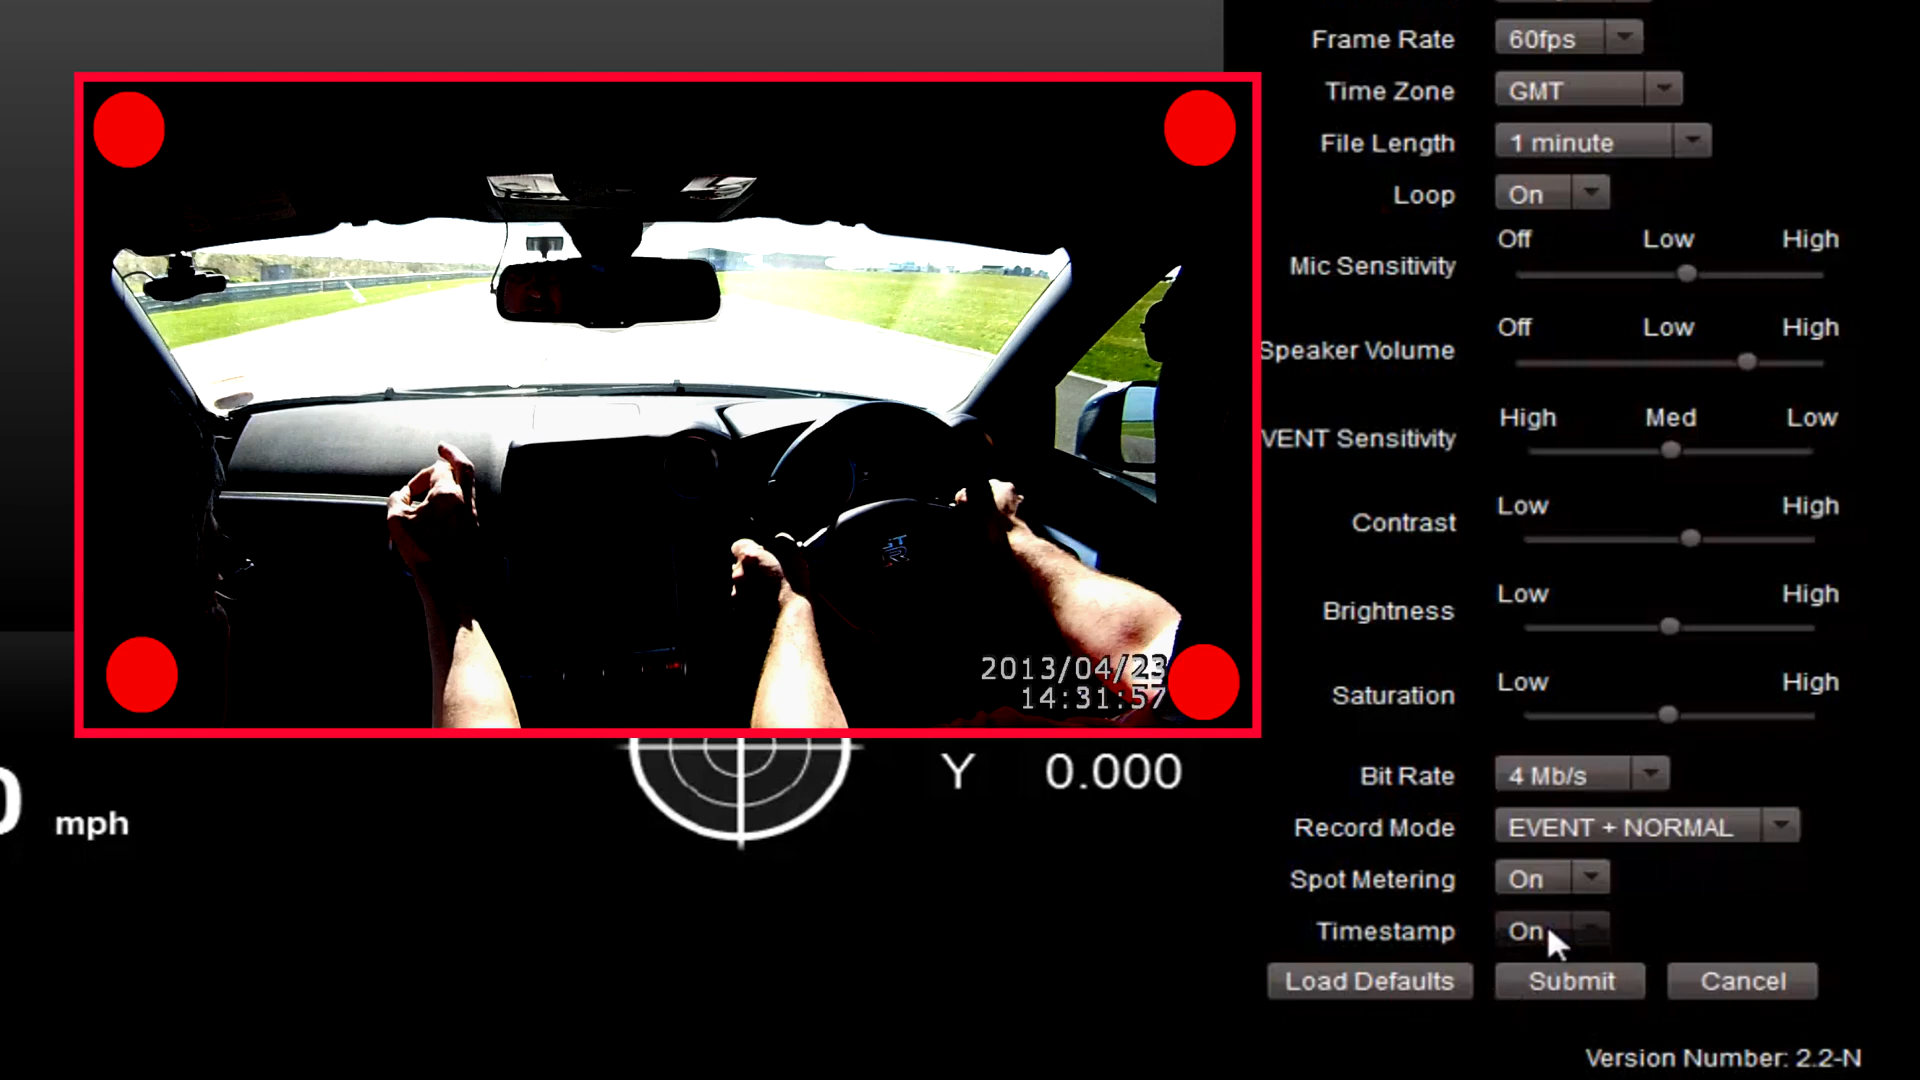 Frame Rate 60fps
Time Zone GMT
File Length 1 minute
Loop On
Off Low High
Mic Sensitivity
Off Low High
Speaker Volume
High Med Low
VENT Sensitivity
Low High
Contrast
Low High
Brightness
Low High
Saturation
Bit Rate 4 Mb/s
Record Mode EVENT + NORMAL
Spot Metering On
Timestamp On
Load Defaults Submit Cancel
Version Number: 2.2-N
GT
R
2013/04/23
14:31:57
Y 0.000
0 mph